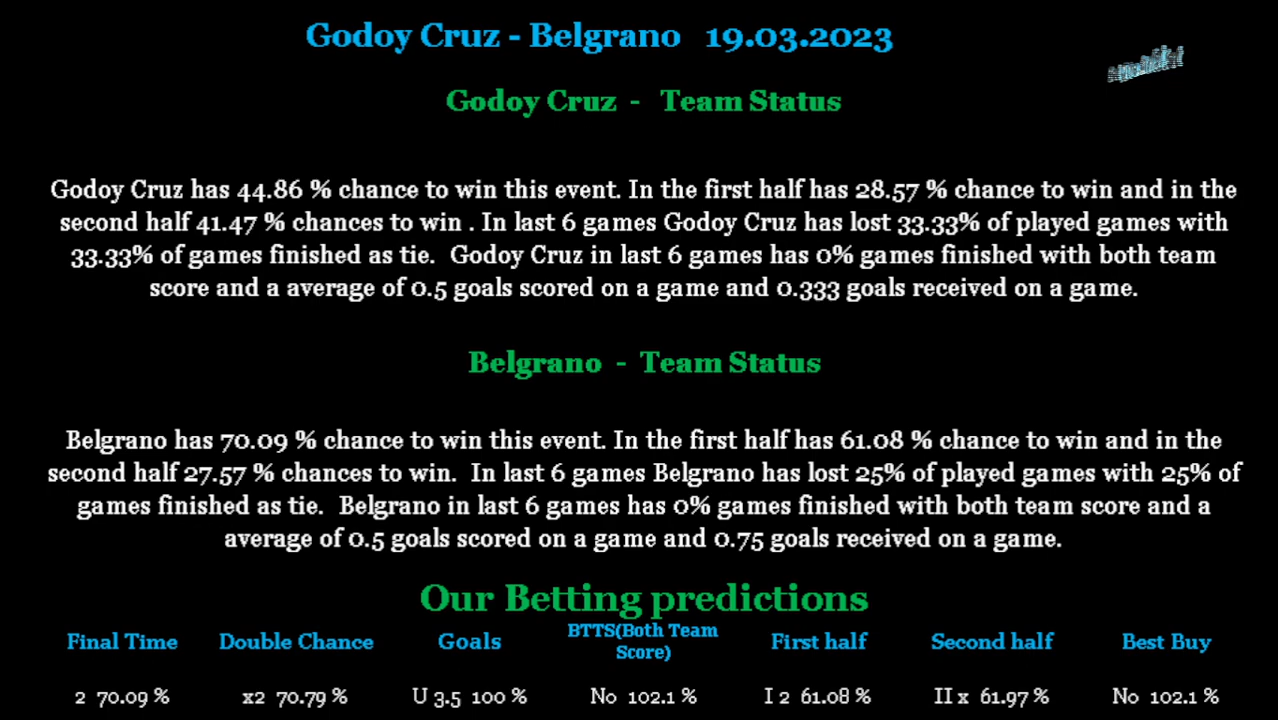 Godoy Cruz - Belgrano 19.03.2023
Godoy Cruz - Team Status
Godoy Cruz has 44.86 % chance to win this event. In the first half has 28.57 % chance to win and in the
second half 41.47 % chances to win . In last 6 games Godoy Cruz has lost 33.33% of played games with
33.33% of games finished as tie. Godoy Cruz in last 6 games has 0% games finished with both team
score and a average of 0.5 goals scored on a game and 0.333 goals received on a game.
Belgrano - Team Status
Belgrano has 70.09 % chance to win this event. In the first half has 61.08 % chance to win and in the
second half 27.57 % chances to win. In last 6 games Belgrano has lost 25% of played games with 25% of
games finished as tie. Belgrano in last 6 games has 0% games finished with both team score and a
average of 0.5 goals scored on a game and 0.75 goals received on a game.
Our Betting predictions
Final Time Double Chance Goals BTTS(Both Team Score) First half Second half Best Buy
2 70.09 % x2 70.79 % U 3.5 100 % No 102.1 % I 2 61.08 % II x 61.97 % No 102.1 %